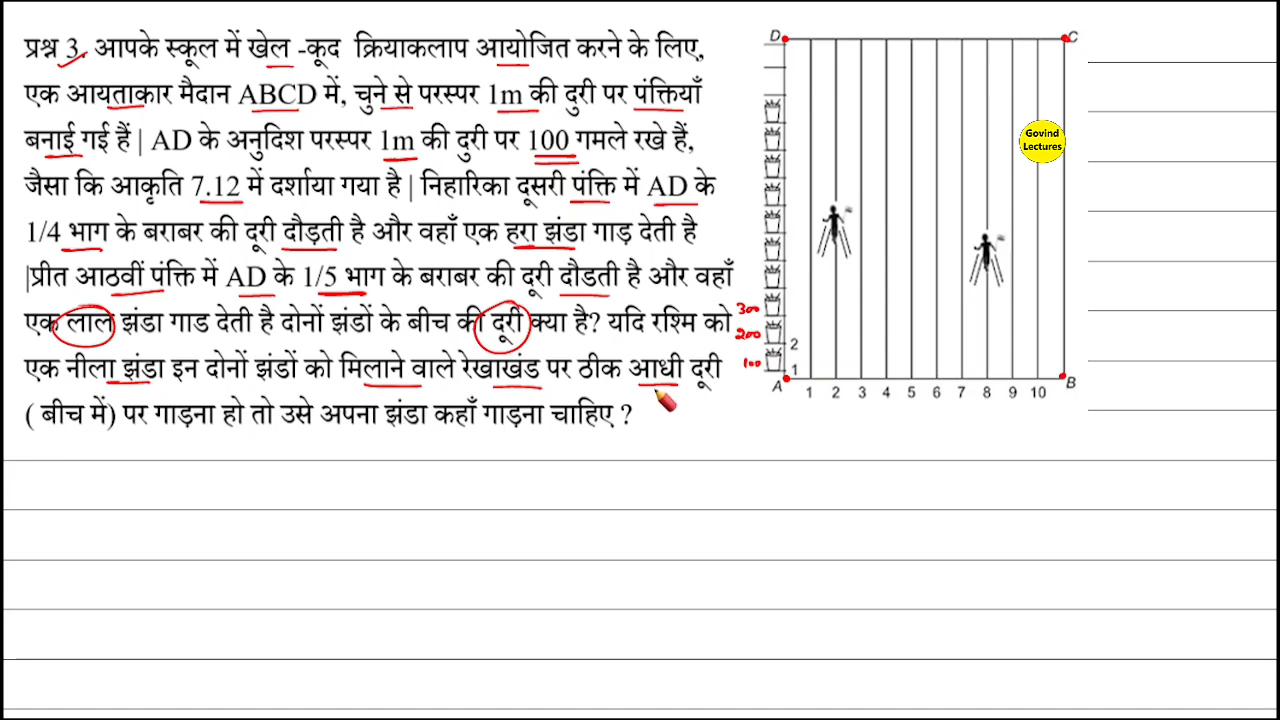 प्रश्न 3. आपके स्कूल में खेल -कूद क्रियाकलाप आयोजित करने के लिए,
एक आयताकार मैदान ABCD में, चुने से परस्पर 1m की दुरी पर पंक्तियाँ
बनाई गई हैं | AD के अनुदिश परस्पर 1m की दुरी पर 100 गमले रखे हैं,
जैसा कि आकृति 7.12 में दर्शाया गया है | निहारिका दूसरी पंक्ति में AD के
1/4 भाग के बराबर की दूरी दौड़ती है और वहाँ एक हरा झंडा गाड़ देती है
|प्रीत आठवीं पंक्ति में AD के 1/5 भाग के बराबर की दूरी दौडती है और वहाँ
एक लाल झंडा गाड देती है दोनों झंडों के बीच की दूरी क्या है? यदि रश्मि को
एक नीला झंडा इन दोनों झंडों को मिलाने वाले रेखाखंड पर ठीक आधी दूरी
( बीच में) पर गाड़ना हो तो उसे अपना झंडा कहाँ गाड़ना चाहिए ?
D C
Govind
Lectures
300
200
2
100
1
A B
1 2 3 4 5 6 7 8 9 10